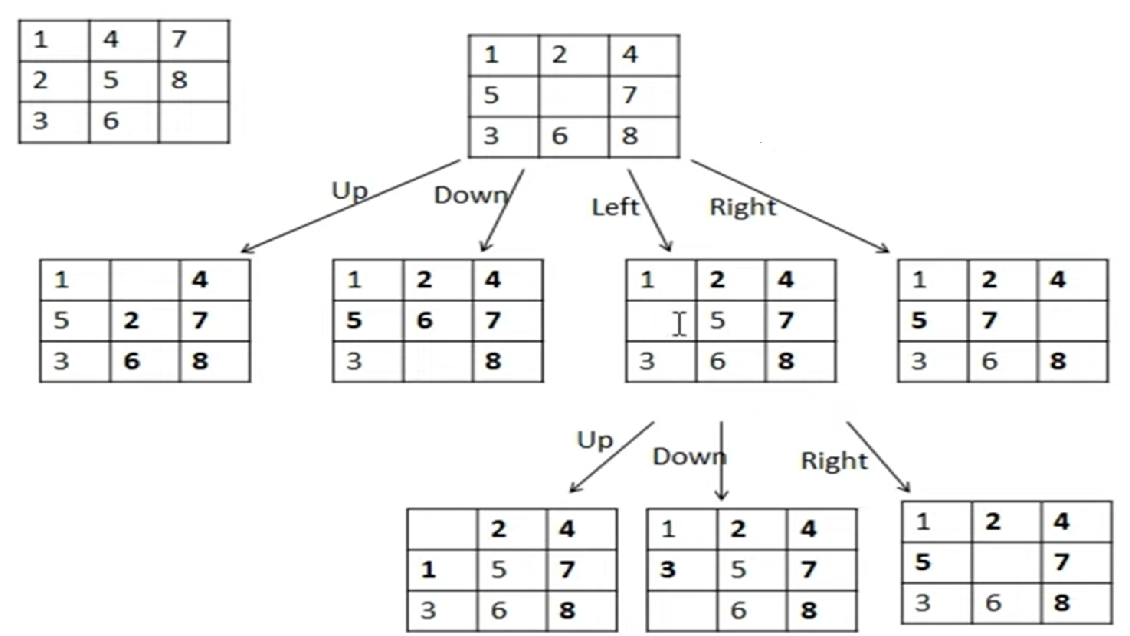 1 4 7
2 5 8
3 6
1 2 4
5 7
3 6 8
Up
Down
Left
Right
1 4
5 2 7
3 6 8
1 2 4
5 6 7
3 8
1 2 4
5 7
3 6 8
1 2 4
5 7
3 6 8
Up
Down
Right
2 4
1 5 7
3 6 8
1 2 4
3 5 7
6 8
1 2 4
5 7
3 6 8